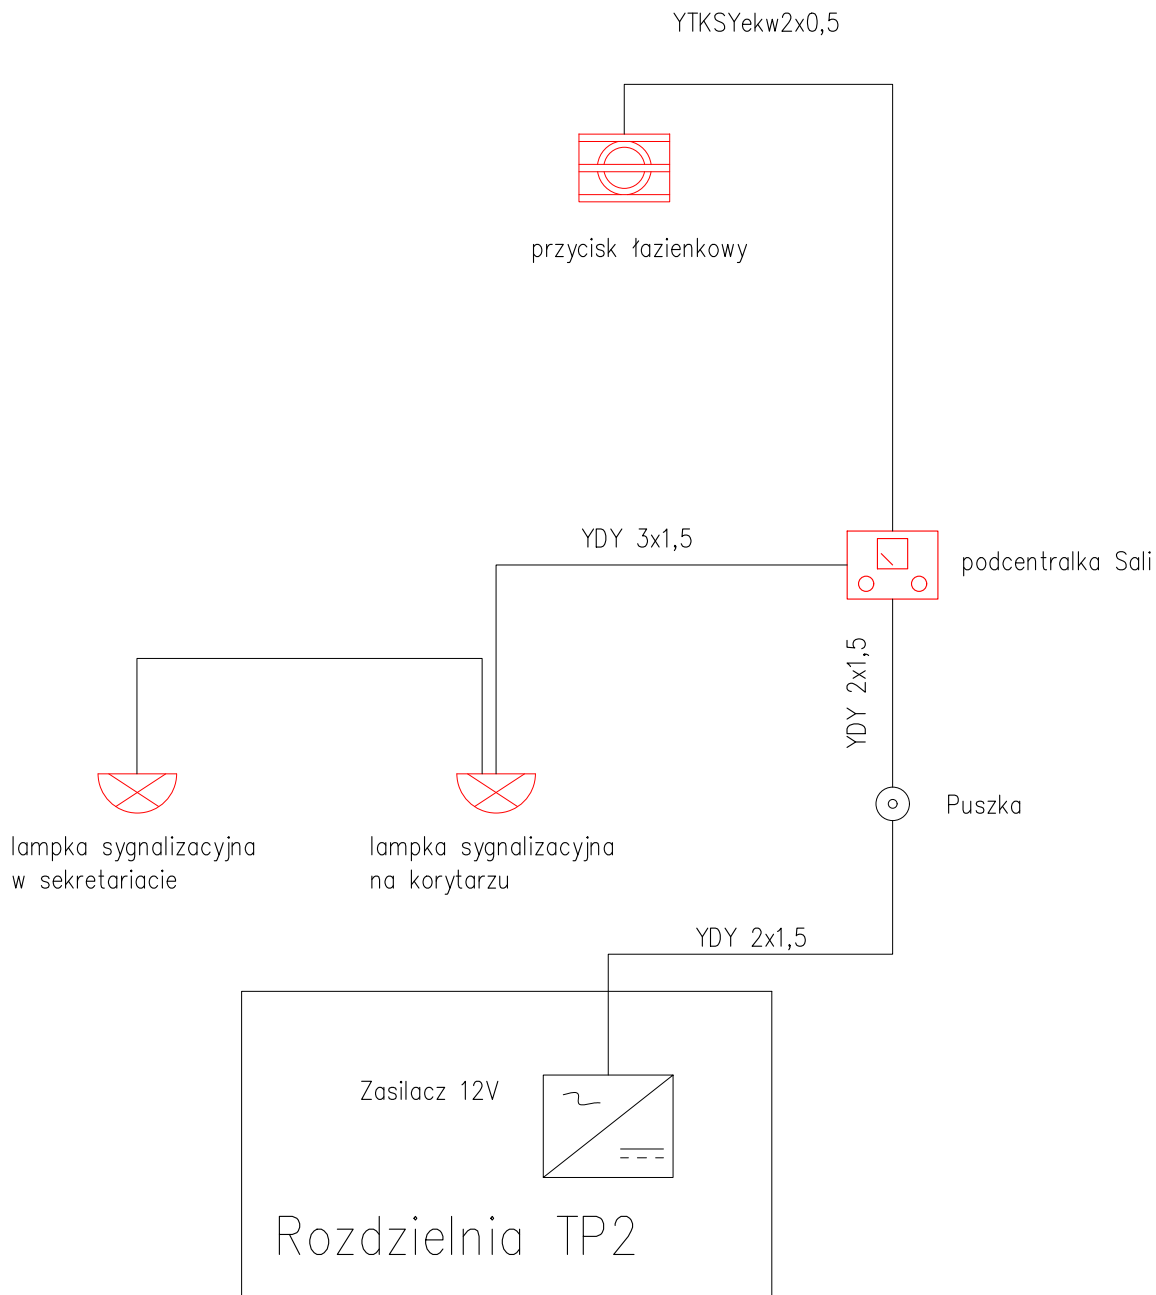 YTKSYekw2x0,5
przycisk łazienkowy
YDY 3x1,5
podcentralka Sali
YDY 2x1,5
Puszka
lampka sygnalizacyjna
w sekretariacie
lampka sygnalizacyjna
na korytarzu
YDY 2x1,5
Zasilacz 12V
Rozdzielnia TP2